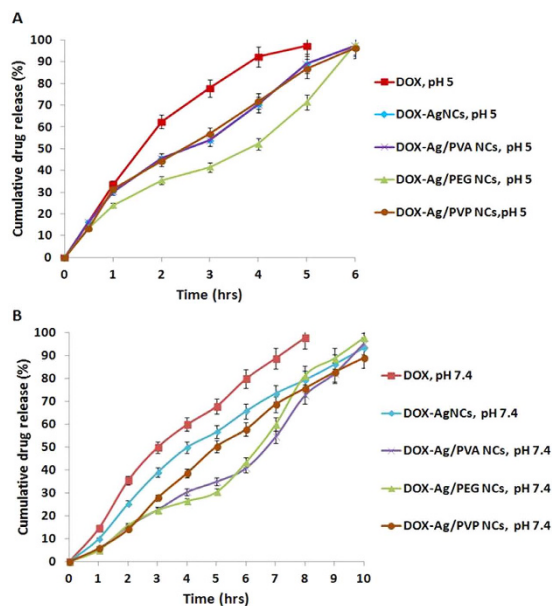 A
100
90
80
70
60
50
40
30
20
10
0
Cumulative drug release (%)
0 1 2 3 4 5 6
Time (hrs)
DOX, pH 5
DOX-AgNCs, pH 5
DOX-Ag/PVA NCs, pH 5
DOX-Ag/PEG NCs, pH 5
DOX-Ag/PVP NCs,pH 5
B
100
90
80
70
60
50
40
30
20
10
0
Cumulative drug release (%)
0 1 2 3 4 5 6 7 8 9 10
Time (hrs)
DOX, pH 7.4
DOX-AgNCs, pH 7.4
DOX-Ag/PVA NCs, pH 7.4
DOX-Ag/PEG NCs, pH 7.4
DOX-Ag/PVP NCs, pH 7.4